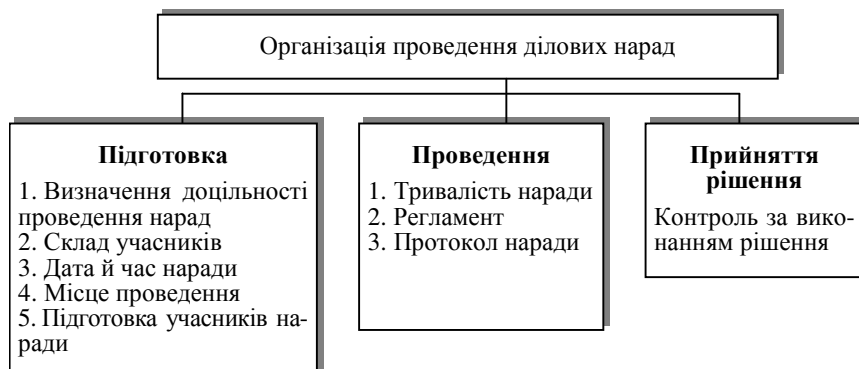 Організація проведення ділових нарад
Підготовка
1. Визначення доцільності
проведення нарад
2. Склад учасників
3. Дата й час наради
4. Місце проведення
5. Підготовка учасників на-
ради
Проведення
1. Тривалість наради
2. Регламент
3. Протокол наради
Прийняття
рішення
Контроль за вико-
нанням рішення